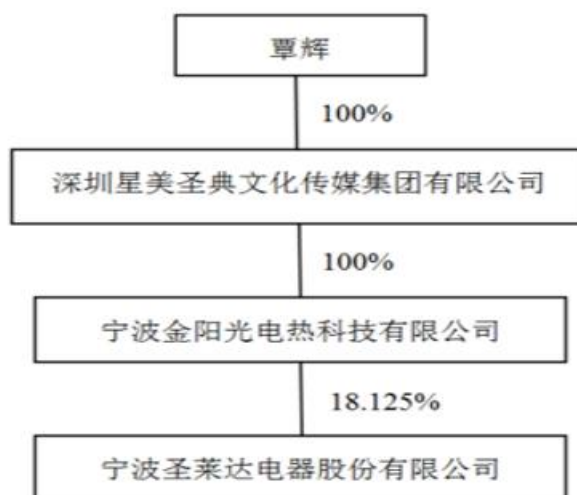 覃辉
100%
深圳星美圣典文化传媒集团有限公司
100%
宁波金阳光电热科技有限公司
18.125%
宁波圣莱达电器股份有限公司